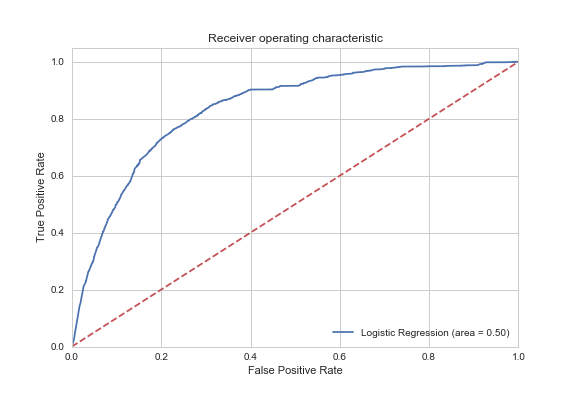 Receiver operating characteristic
1.0
0.8
0.6
0.4
0.2
0.0
True Positive Rate
Logistic Regression (area = 0.50)
0.0 0.2 0.4 0.6 0.8 1.0
False Positive Rate